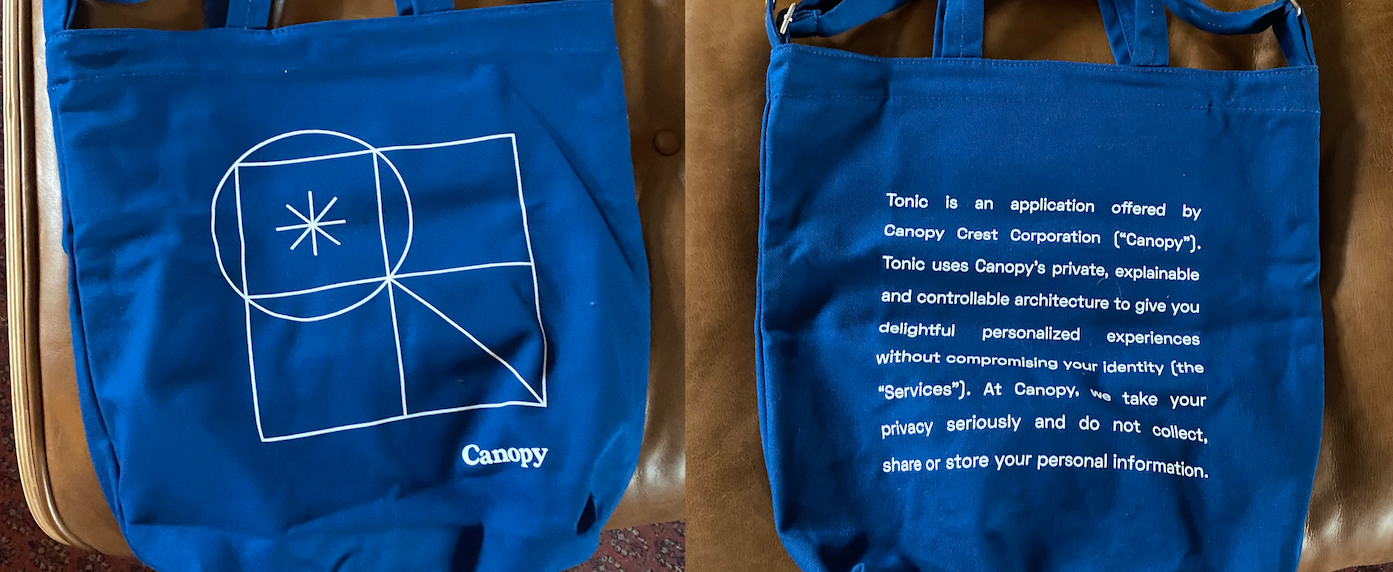 Canopy
Tonic is an application offered by
Canopy Crest Corporation (“Canopy”).
Tonic uses Canopy’s private, explainable
and controllable architecture to give you
delightful personalized experiences
without compromising your identity (the
“Services”). At Canopy, we take your
privacy seriously and do not collect,
share or store your personal information.